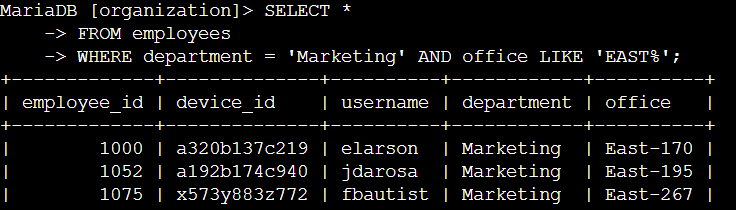 MariaDB [organization]> SELECT *
    -> FROM employees
    -> WHERE department = 'Marketing' AND office LIKE 'EAST%';
+-------------+--------------+----------+------------+----------+
| employee_id | device_id    | username | department | office   |
+-------------+--------------+----------+------------+----------+
|        1000 | a320b137c219 | elarson  | Marketing  | East-170 |
|        1052 | a192b174c940 | jdarosa  | Marketing  | East-195 |
|        1075 | x573y883z772 | fbautist | Marketing  | East-267 |